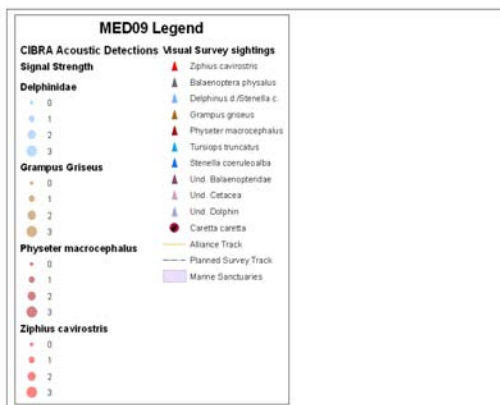 MED09 Legend
CIBRA Acoustic Detections
Signal Strength
Delphinidae
0
1
2
3
Grampus Griseus
0
1
2
3
Physeter macrocephalus
0
1
2
3
Ziphius cavirostris
0
1
2
3
Visual Survey sightings
Ziphius cavirostris
Balaenoptera physalus
Delphinus d./Stenella c.
Grampus griseus
Physeter macrocephalus
Tursiops truncatus
Stenella coeruleoalba
Und. Balaenopteridae
Und. Cetacea
Und. Dolphin
Caretta caretta
Alliance Track
Planned Survey Track
Marine Sanctuaries